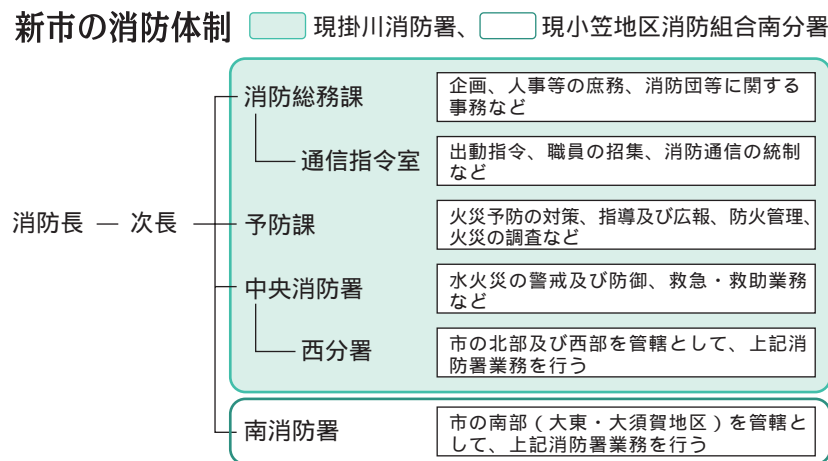 新市の消防体制 現掛川消防署、 現小笠地区消防組合南分署
消防総務課
企画、人事等の庶務、消防団等に関する
事務など
通信指令室
出動指令、職員の招集、消防通信の統制
など
消防長 ― 次長
予防課
火災予防の対策、指導及び広報、防火管理、
火災の調査など
中央消防署
水火災の警戒及び防御、救急・救助業務
など
西分署
市の北部及び西部を管轄として、上記消
防署業務を行う
南消防署
市の南部（大東・大須賀地区）を管轄と
して、上記消防署業務を行う